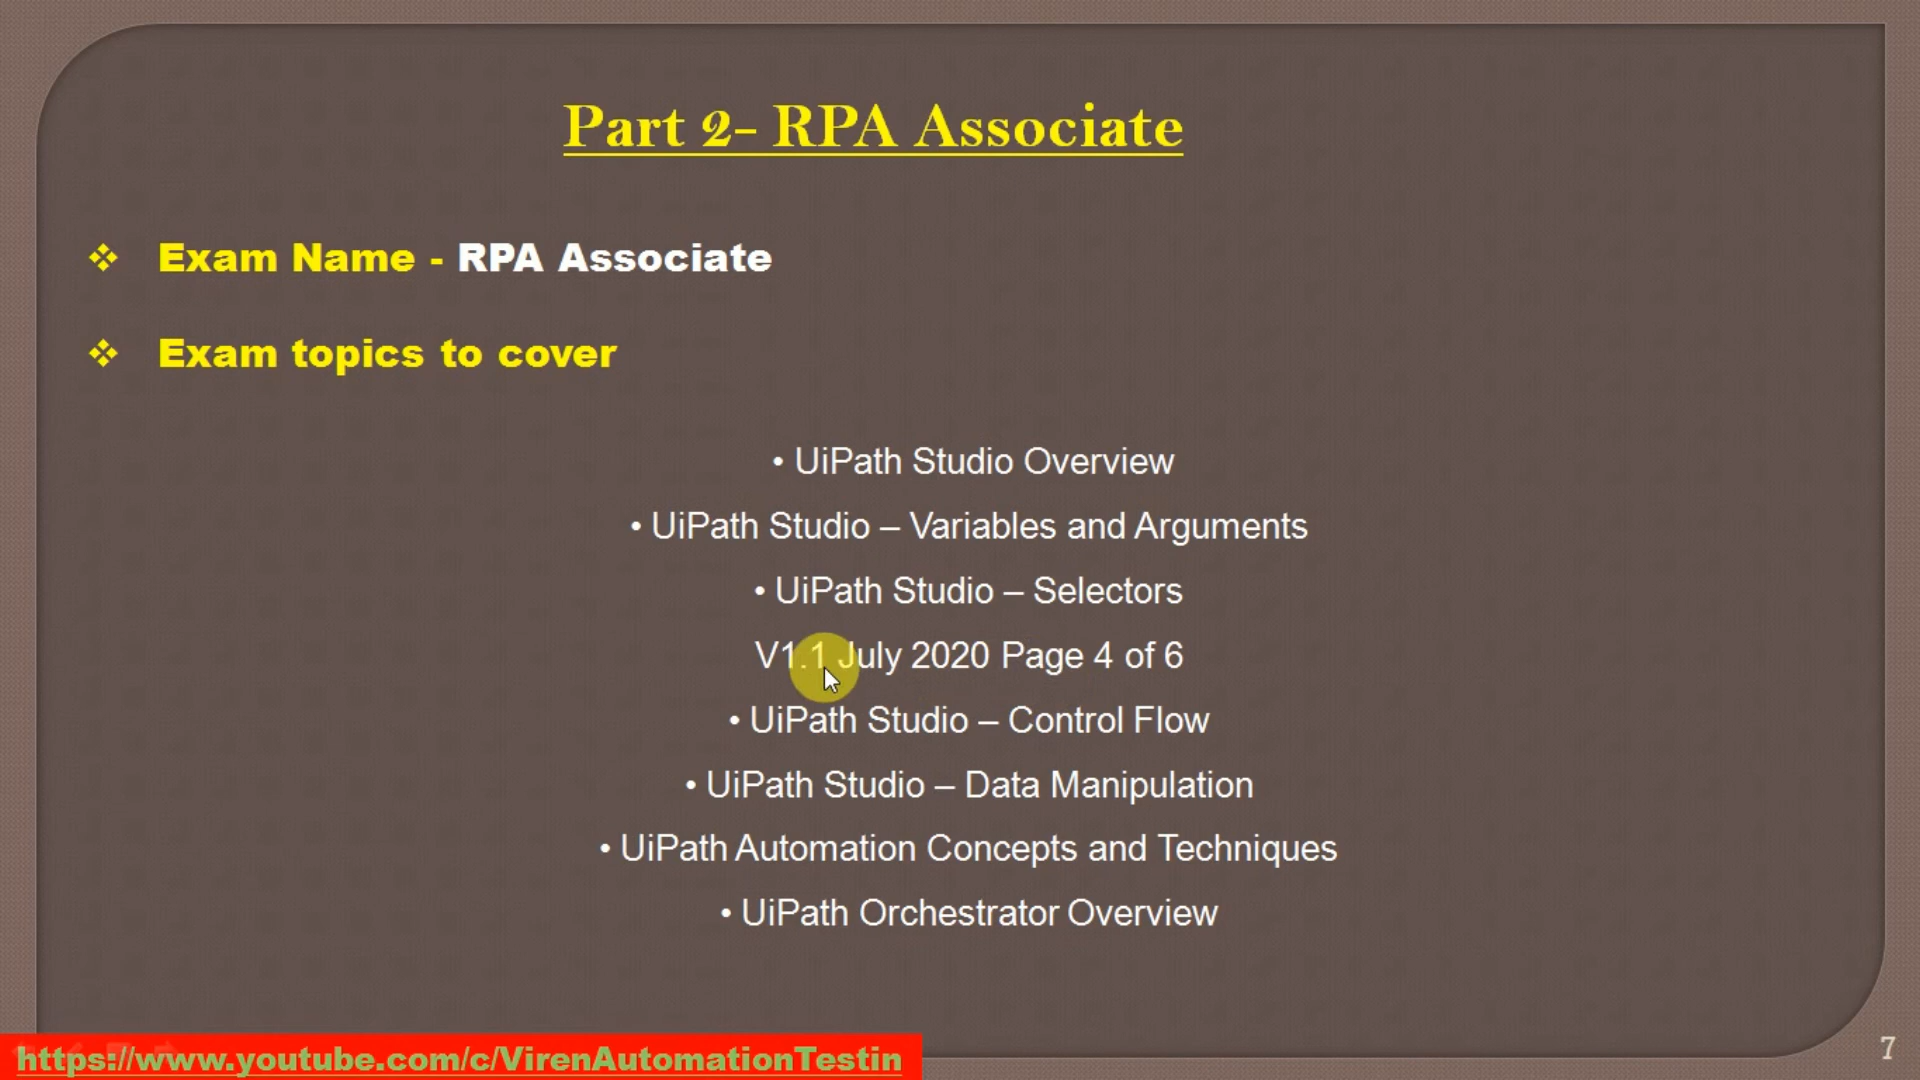 Part 2- RPA Associate
❖ Exam Name - RPA Associate
❖ Exam topics to cover
• UiPath Studio Overview
• UiPath Studio – Variables and Arguments
• UiPath Studio – Selectors
V1.1 July 2020 Page 4 of 6
• UiPath Studio – Control Flow
• UiPath Studio – Data Manipulation
• UiPath Automation Concepts and Techniques
• UiPath Orchestrator Overview
https://www.youtube.com/c/VirenAutomationTestin
7